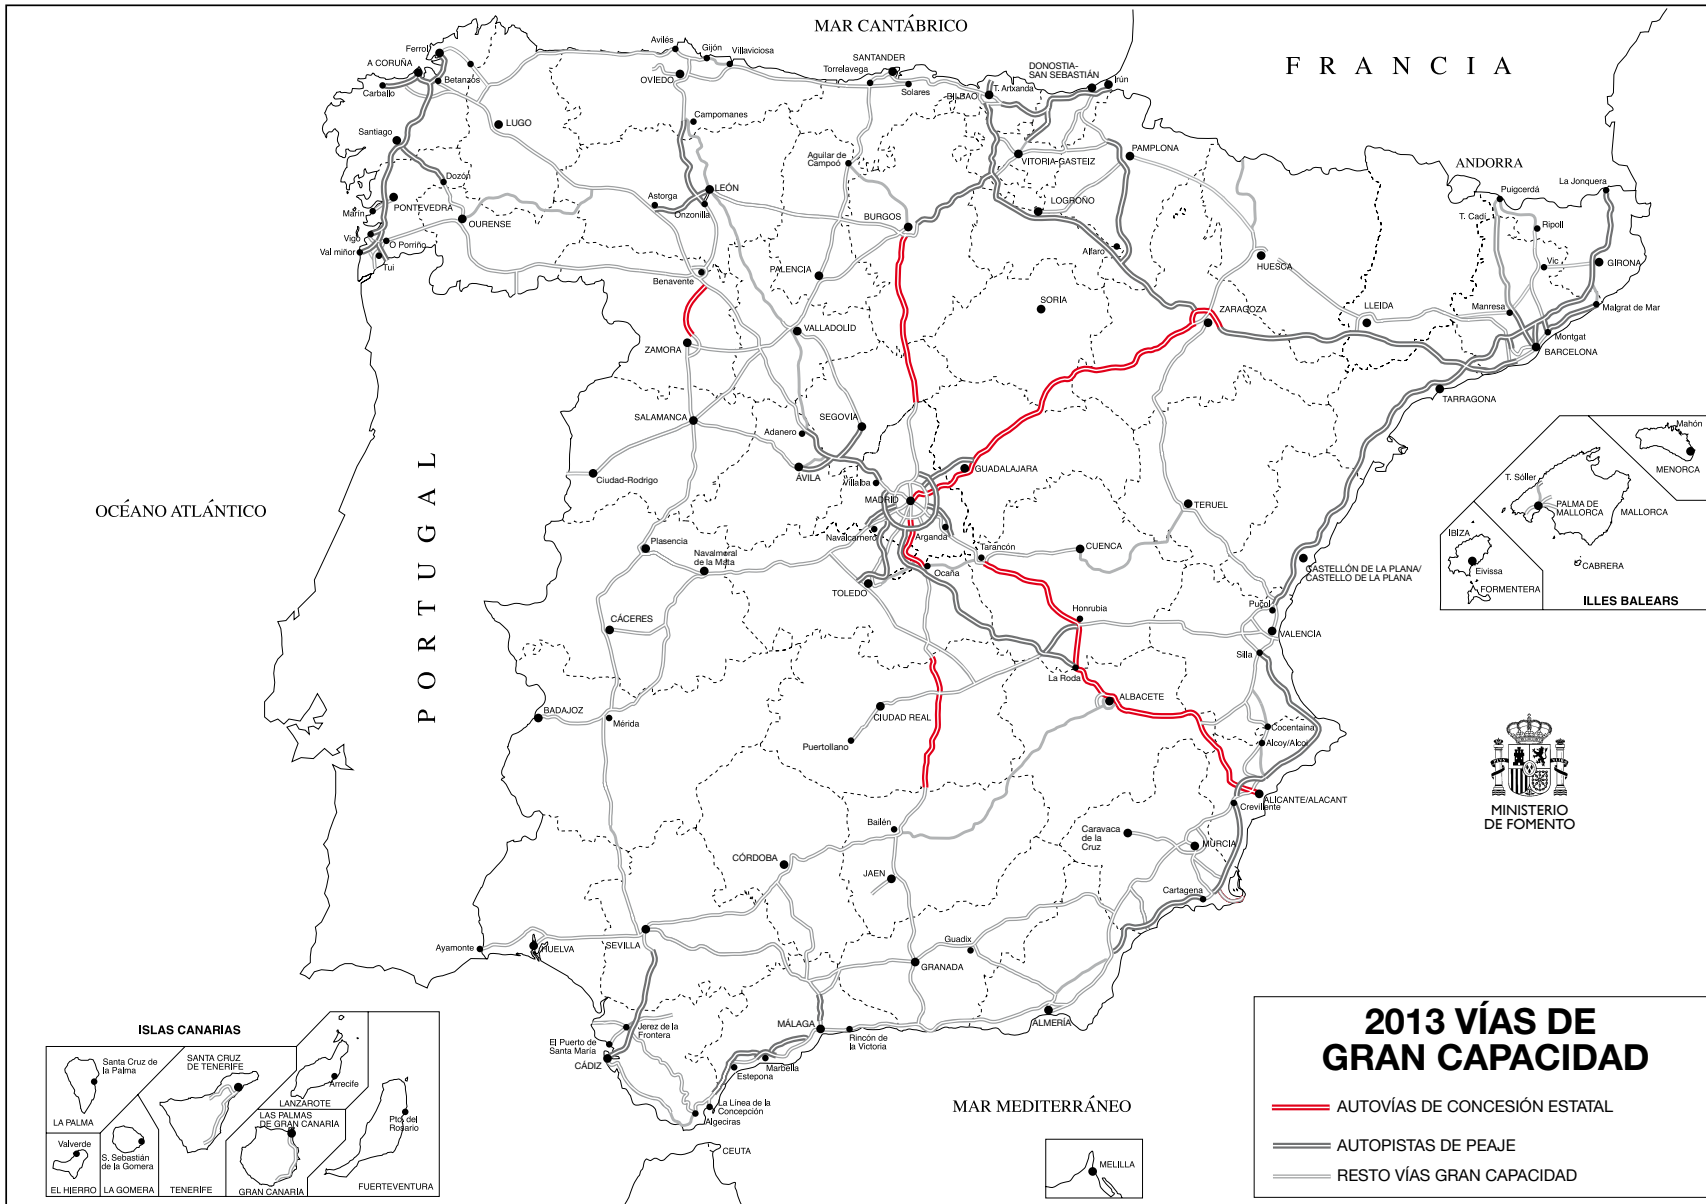 MAR CANTÁBRICO
FRANCIA
ANDORRA
OCÉANO ATLÁNTICO
PORTUGAL
MAR MEDITERRÁNEO
Ferrol
A CORUÑA
Betanzos
Carballo
Santiago
LUGO
Dozón
PONTEVEDRA
Marín
OURENSE
Vigo
O Porriño
Val miñor
Tui
Avilés
Gijón
Villaviciosa
OVIEDO
Campomanes
SANTANDER
Torrelavega
Solares
DONOSTIA-
SAN SEBASTIÁN
Irún
T. Artxanda
BILBAO
VITORIA-GASTEIZ
PAMPLONA
Aguilar de
Campoó
LEÓN
Astorga
Onzonilla
BURGOS
LOGROÑO
Alfaro
PALENCIA
Benavente
SORIA
HUESCA
ZARAGOZA
LLEIDA
Puigcerdá
La Jonquera
T. Cadí
Ripoll
Vic
GIRONA
Manresa
Malgrat de Mar
Montgat
BARCELONA
TARRAGONA
VALLADOLID
ZAMORA
SALAMANCA
SEGOVIA
Adanero
ÁVILA
Villalba
Ciudad-Rodrigo
GUADALAJARA
MADRID
Navalcarnero
Arganda
Tarancón
Ocaña
CUENCA
TERUEL
TOLEDO
Plasencia
Navalmoral
de la Mata
CÁCERES
Honrubia
CASTELLÓN DE LA PLANA/
CASTELLO DE LA PLANA
Puçol
VALENCIA
Silla
La Roda
ALBACETE
CIUDAD REAL
Puertollano
BADAJOZ
Mérida
Cocentaina
Alcoy/Alcoi
ALICANTE/ALACANT
Crevillente
Bailén
Caravaca
de la
Cruz
MURCIA
CÓRDOBA
JAEN
Cartagena
Ayamonte
HUELVA
SEVILLA
Guadix
GRANADA
ALMERÍA
Jerez de la
Frontera
El Puerto de
Santa María
CÁDIZ
MÁLAGA
Rincón de
la Victoria
Marbella
Estepona
La Línea de la
Concepción
Algeciras
CEUTA
MELILLA
Mahón
MENORCA
T. Sóller
PALMA DE
MALLORCA
MALLORCA
IBIZA
Eivissa
CABRERA
FORMENTERA
ILLES BALEARS
MINISTERIO
DE FOMENTO
ISLAS CANARIAS
Santa Cruz de
la Palma
LA PALMA
SANTA CRUZ
DE TENERIFE
Arrecife
LANZAROTE
LAS PALMAS
DE GRAN CANARIA
Pto. del
Rosario
Valverde
EL HIERRO
S. Sebastián
de la Gomera
LA GOMERA
TENERIFE
GRAN CANARIA
FUERTEVENTURA
2013 VÍAS DE
GRAN CAPACIDAD
AUTOVÍAS DE CONCESIÓN ESTATAL
AUTOPISTAS DE PEAJE
RESTO VÍAS GRAN CAPACIDAD